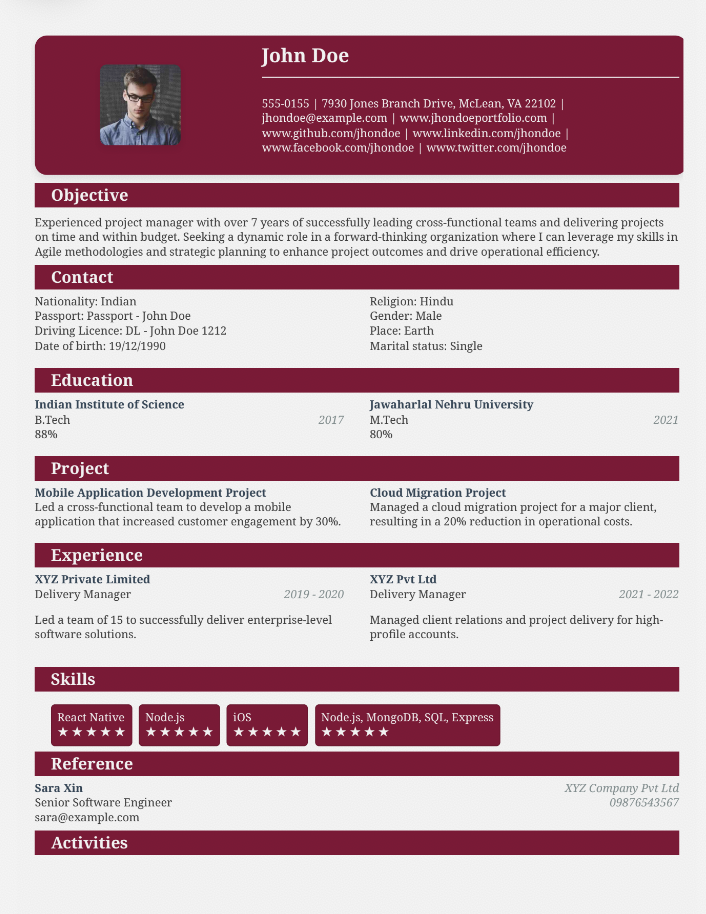 John Doe
555-0155 | 7930 Jones Branch Drive, McLean, VA 22102 |
jhondoe@example.com | www.jhondoeportfolio.com |
www.github.com/jhondoe | www.linkedin.com/jhondoe |
www.facebook.com/jhondoe | www.twitter.com/jhondoe
Objective
Experienced project manager with over 7 years of successfully leading cross-functional teams and delivering projects
on time and within budget. Seeking a dynamic role in a forward-thinking organization where I can leverage my skills in
Agile methodologies and strategic planning to enhance project outcomes and drive operational efficiency.
Contact
Nationality: Indian
Passport: Passport - John Doe
Driving Licence: DL - John Doe 1212
Date of birth: 19/12/1990
Religion: Hindu
Gender: Male
Place: Earth
Marital status: Single
Education
Indian Institute of Science
B.Tech 2017
88%
Jawaharlal Nehru University
M.Tech 2021
80%
Project
Mobile Application Development Project
Led a cross-functional team to develop a mobile
application that increased customer engagement by 30%.
Cloud Migration Project
Managed a cloud migration project for a major client,
resulting in a 20% reduction in operational costs.
Experience
XYZ Private Limited
Delivery Manager 2019 - 2020
Led a team of 15 to successfully deliver enterprise-level
software solutions.
XYZ Pvt Ltd
Delivery Manager 2021 - 2022
Managed client relations and project delivery for high-
profile accounts.
Skills
React Native
★★★★★
Node.js
★★★★★
iOS
★★★★★
Node.js, MongoDB, SQL, Express
★★★★★
Reference
Sara Xin XYZ Company Pvt Ltd
Senior Software Engineer 09876543567
sara@example.com
Activities